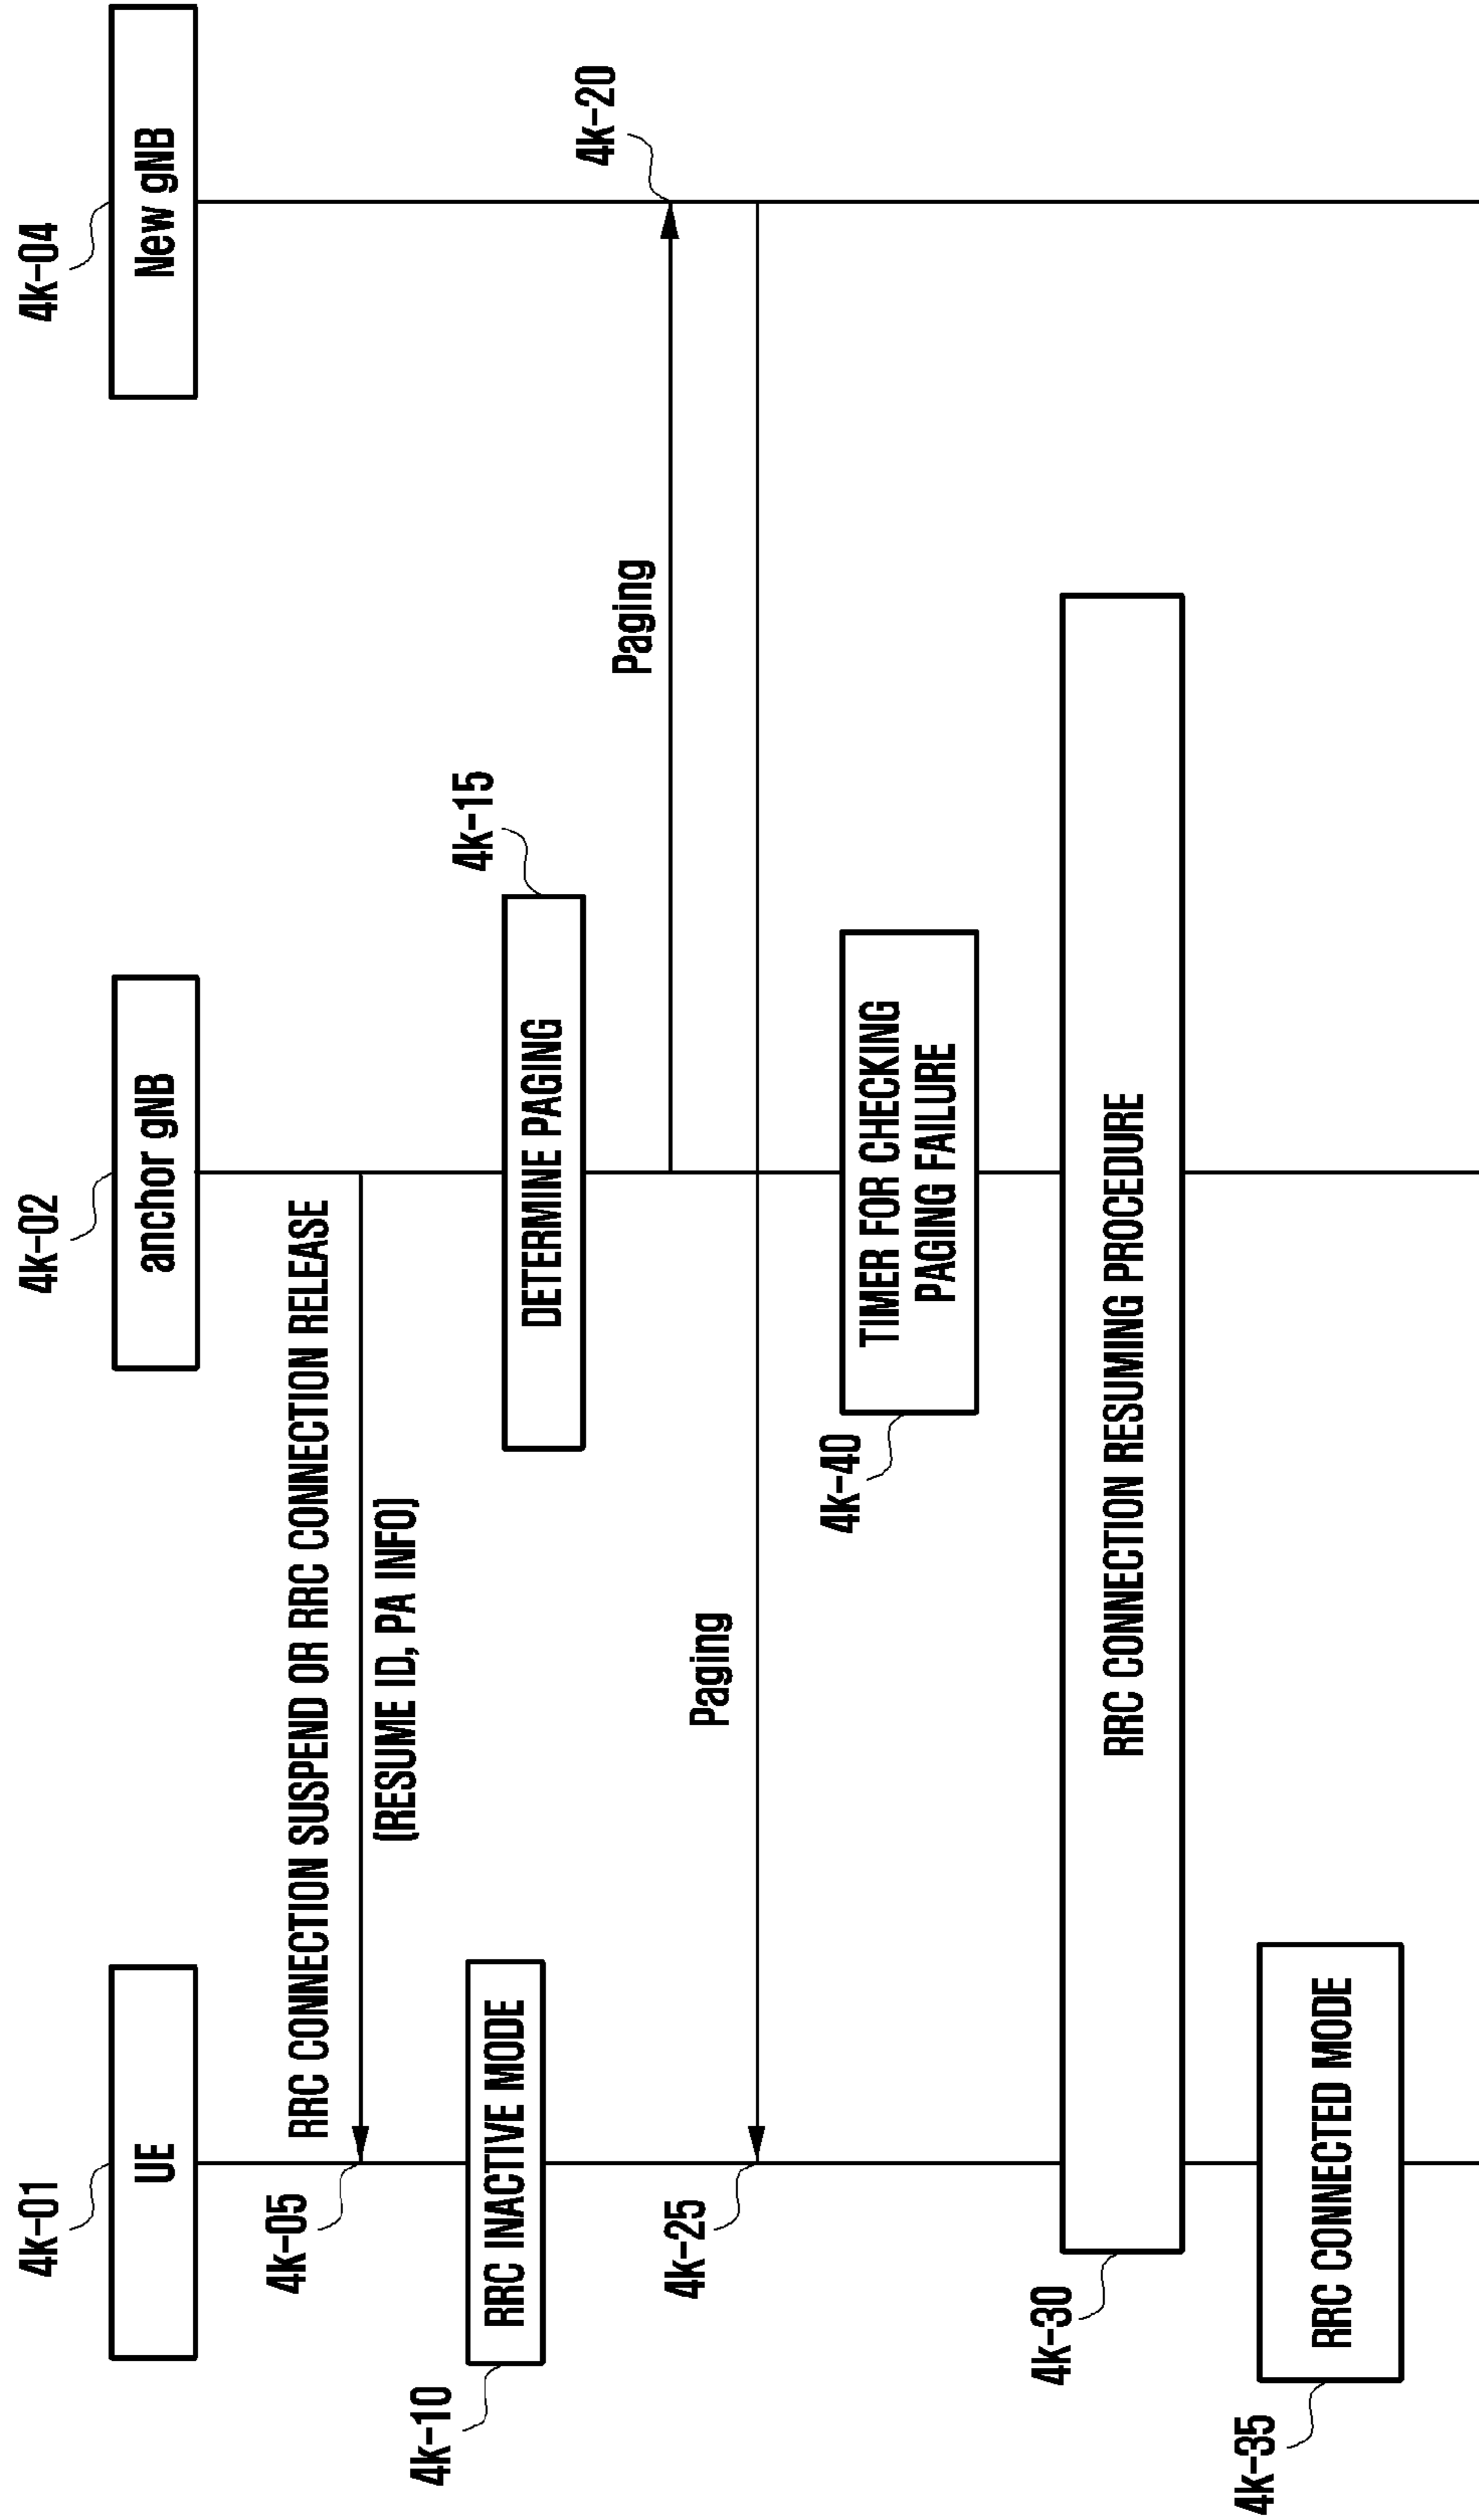 4k-01
4k-02
4k-04
UE
anchor gNB
New gNB
RRC CONNECTION SUSPEND OR RRC CONNECTION RELEASE
4k-05
(RESUME ID, PA INFO)
4k-10
RRC INACTIVE MODE
4k-15
DETERMINE PAGING
Paging
4k-20
4k-25
Paging
4k-40
TIMER FOR CHECKING
PAGING FAILURE
4k-30
RRC CONNECTION RESUMING PROCEDURE
4k-35
RRC CONNECTED MODE